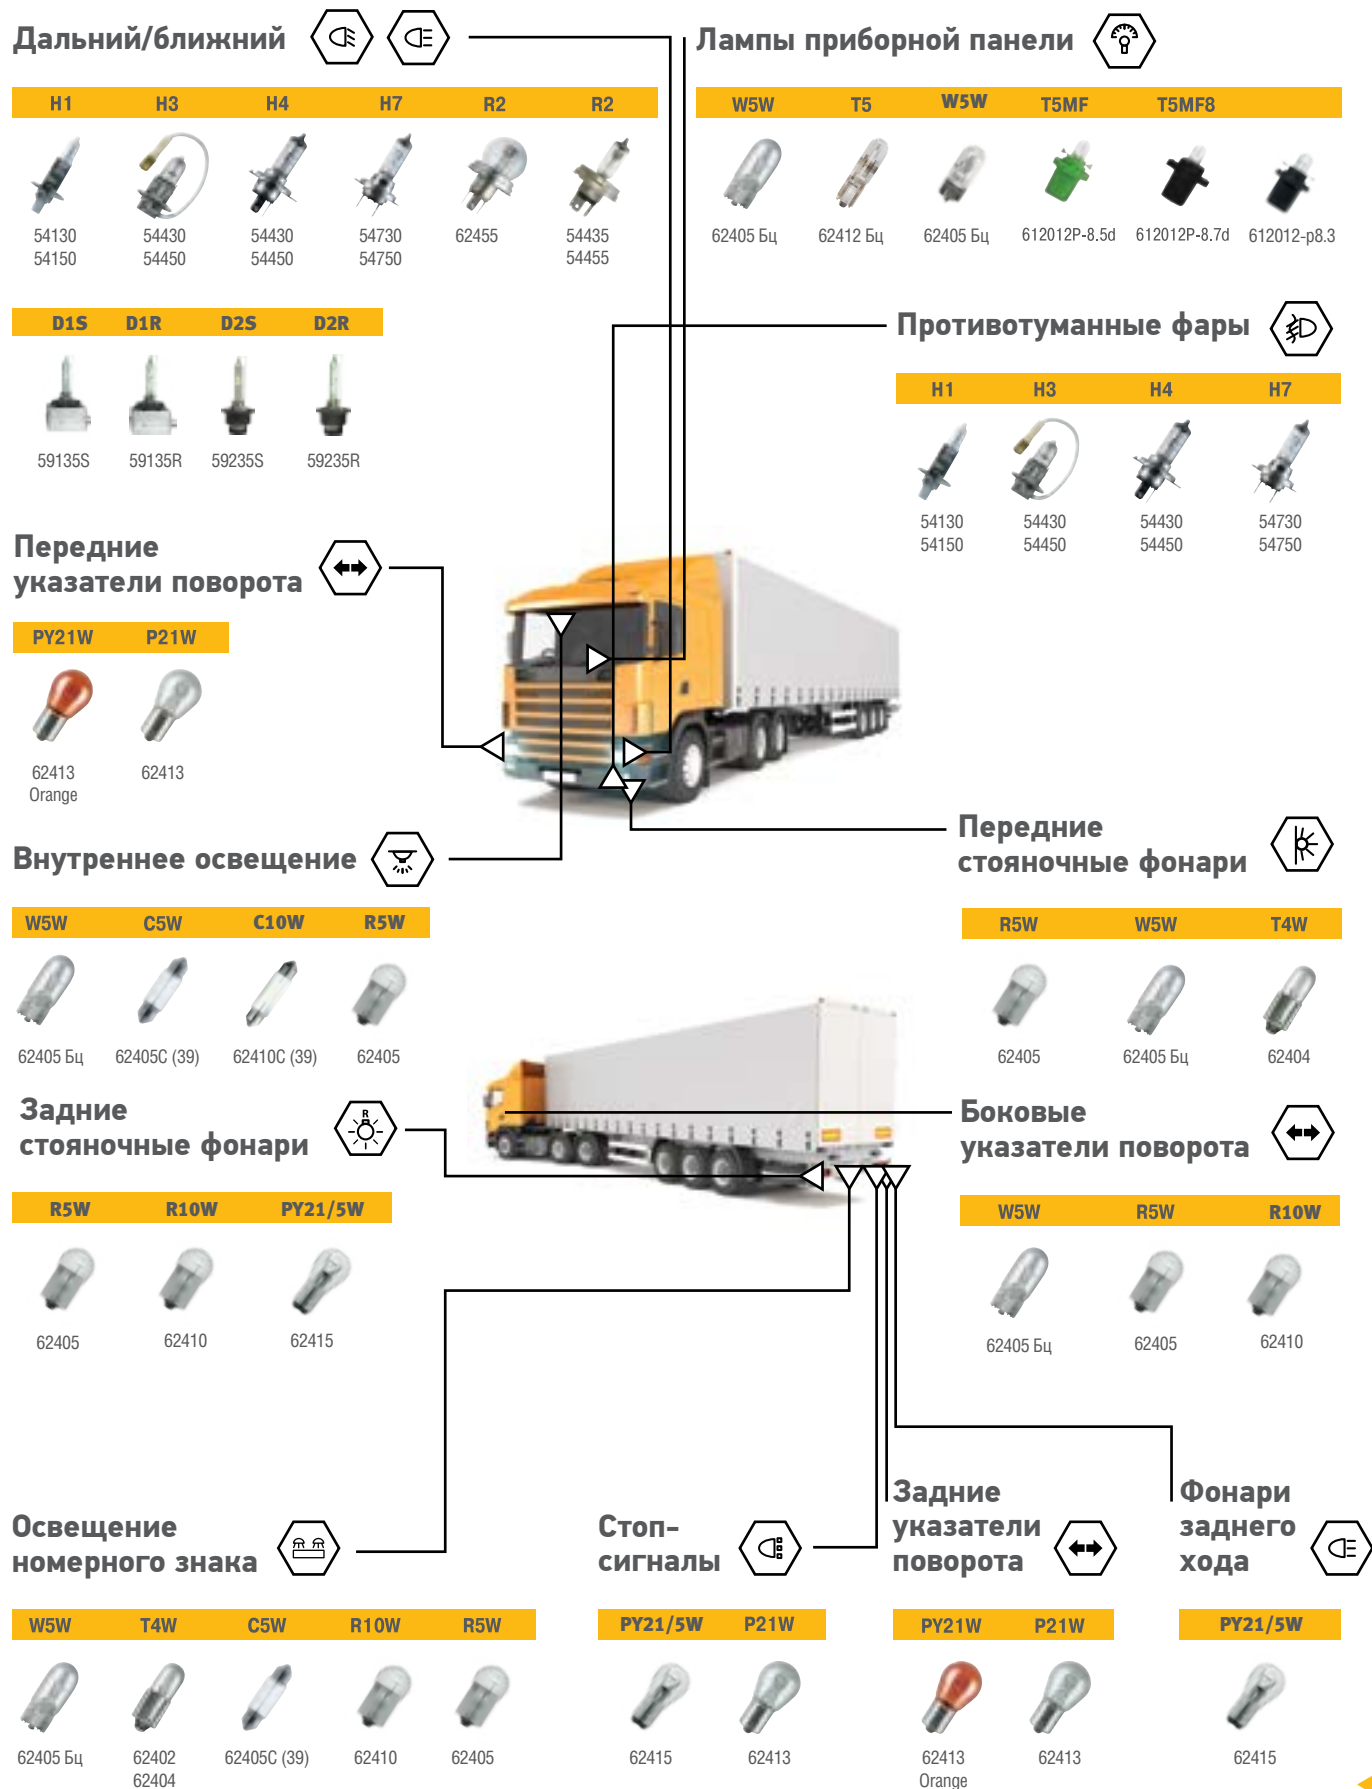 Дальний/ближний
H1 H3 H4 H7 R2 R2
54130 54430 54430 54730 62455 54435
54150 54450 54450 54750 54455
D1S D1R D2S D2R
59135S 59135R 59235S 59235R
Лампы приборной панели
W5W T5 W5W T5MF T5MF8
62405 Бц 62412 Бц 62405 Бц 612012P-8.5d 612012P-8.7d 612012-p8.3
Противотуманные фары
H1 H3 H4 H7
54130 54430 54430 54730
54150 54450 54450 54750
Передние
указатели поворота
PY21W P21W
62413 62413
Orange
Внутреннее освещение
W5W C5W C10W R5W
62405 Бц 62405C (39) 62410C (39) 62405
Передние
стояночные фонари
R5W W5W T4W
62405 62405 Бц 62404
Задние
стояночные фонари
R
R5W R10W PY21/5W
62405 62410 62415
Боковые
указатели поворота
W5W R5W R10W
62405 Бц 62405 62410
Освещение
номерного знака
W5W T4W C5W R10W R5W
62405 Бц 62402 62405C (39) 62410 62405
62404
Стоп-
сигналы
PY21/5W P21W
62415 62413
Задние
указатели
поворота
PY21W P21W
62413 62413
Orange
Фонари
заднего
хода
PY21/5W
62415